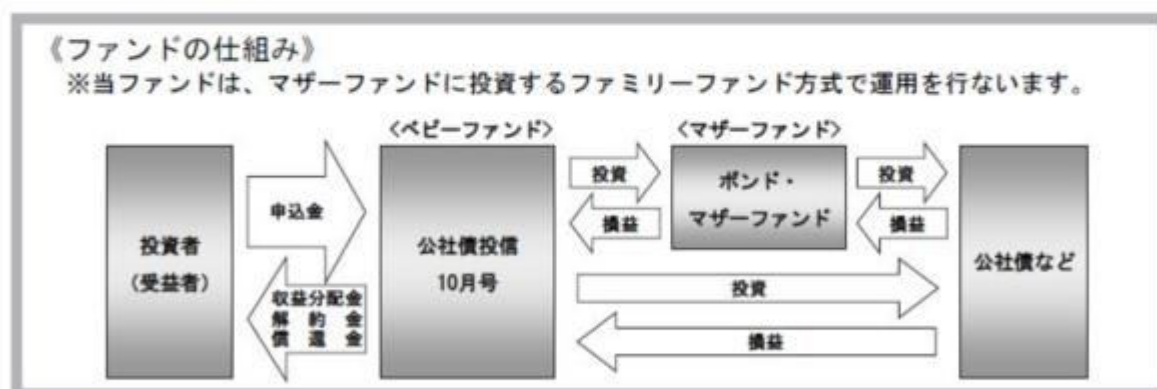 《ファンドの仕組み》
※当ファンドは、マザーファンドに投資するファミリーファンド方式で運用を行ないます。
〈ベビーファンド〉
〈マザーファンド〉
投資者
(受益者)
申込金
収益分配金
解約金
償還金
公社債投信
10月号
投資
損益
ボンド・
マザーファンド
投資
損益
投資
損益
公社債など